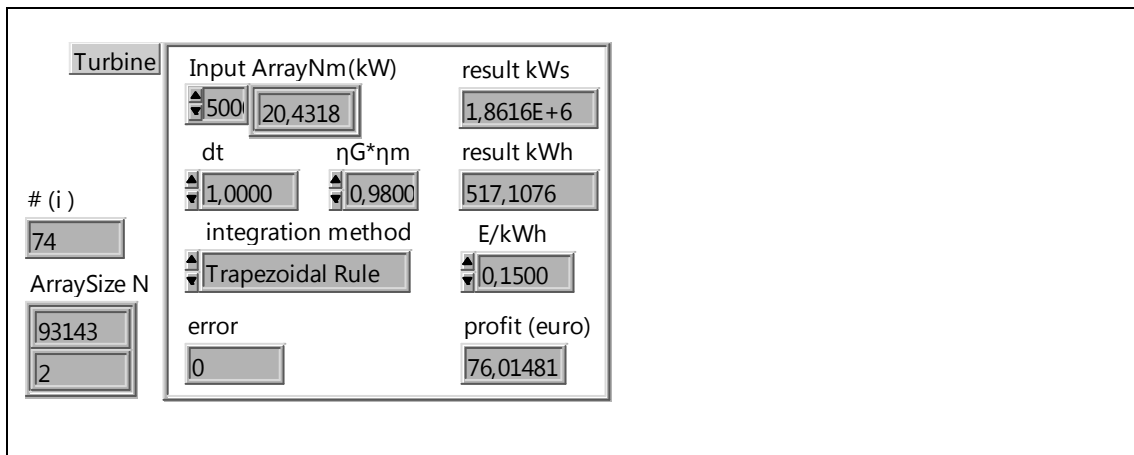 Turbine
Input ArrayNm(kW)
result kWs
20,4318
1,8616E+6
dt
ηG*ηm
result kWh
1,0000
0,9800
517,1076
# (i )
74
integration method
E/kWh
Trapezoidal Rule
0,1500
ArraySize N
93143
2
error
profit (euro)
0
76,01481